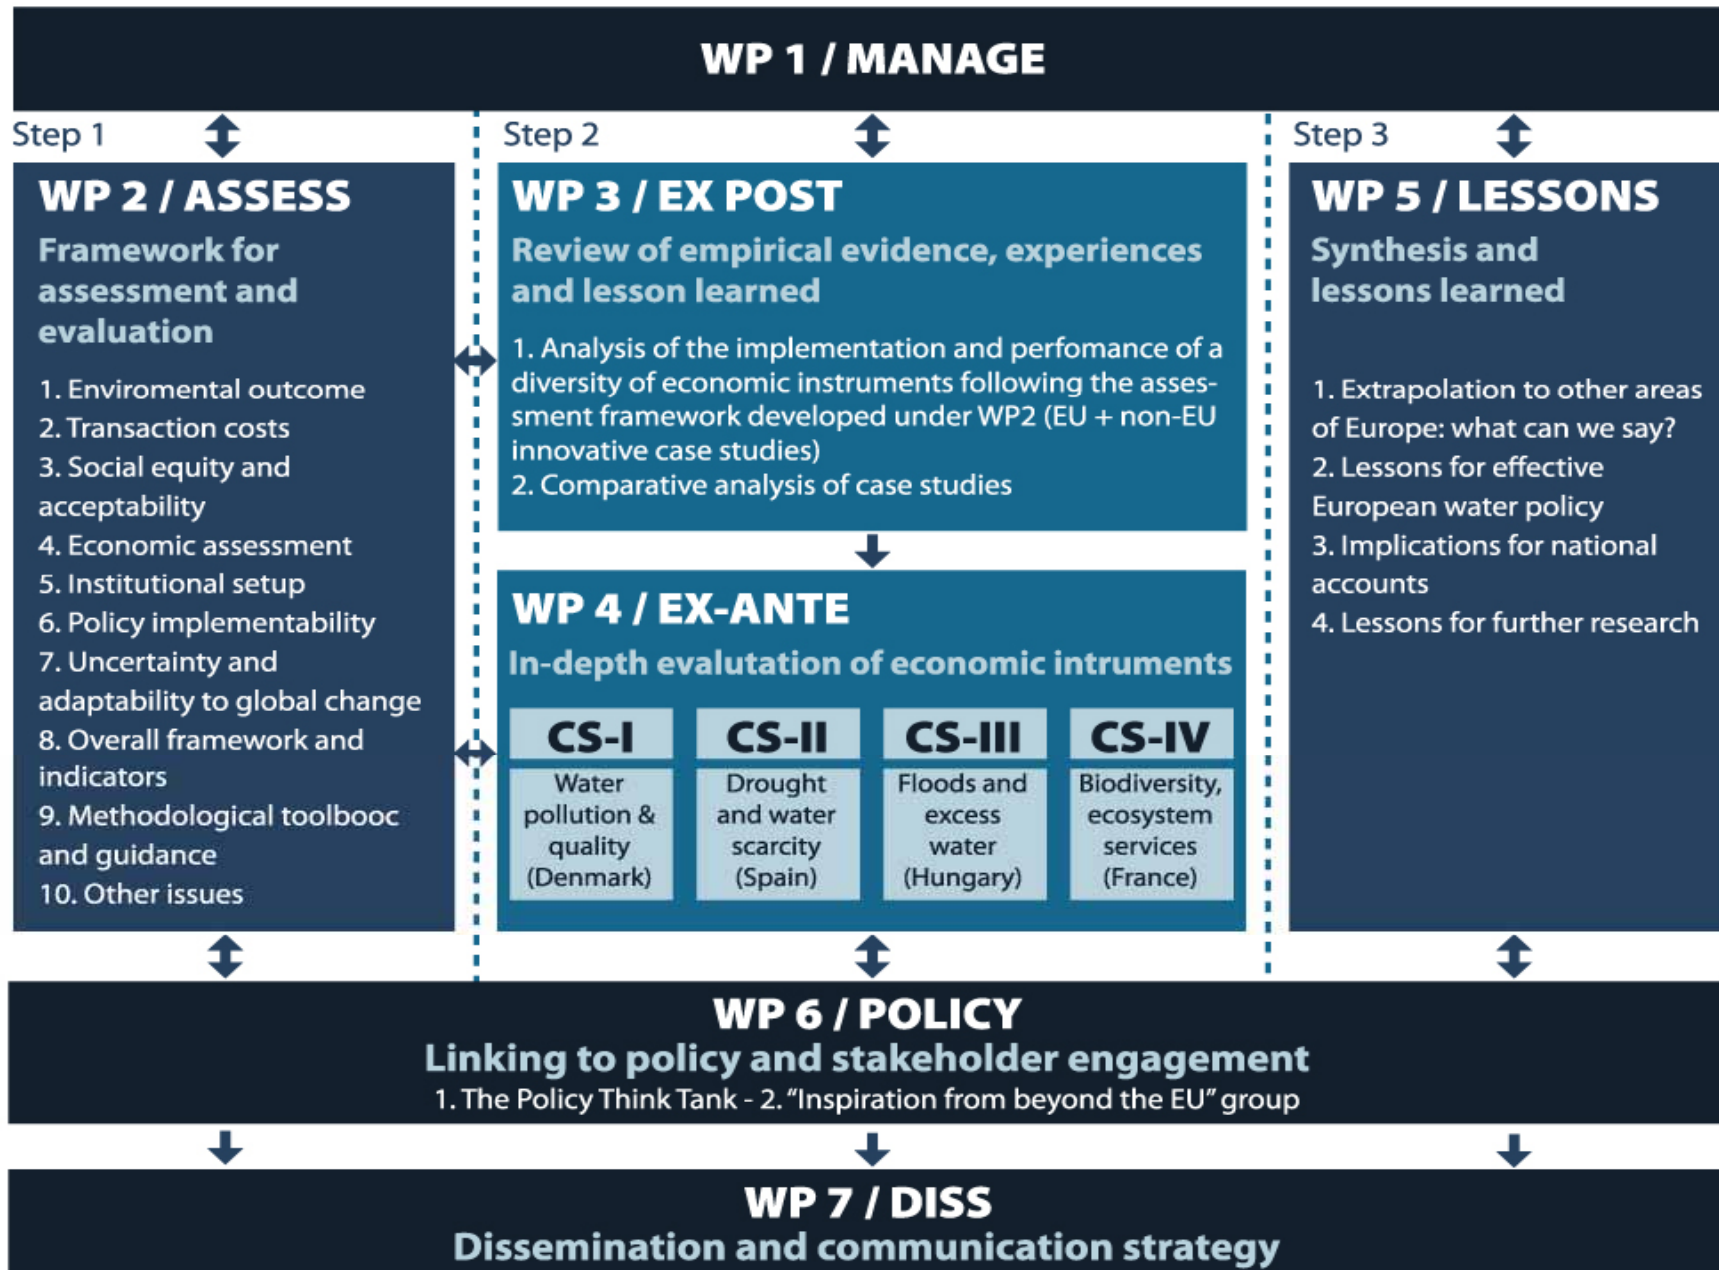 WP 1 / MANAGE
Step 1
WP 2 / ASSESS
Framework for
assessment and
evaluation
1. Enviromental outcome
2. Transaction costs
3. Social equity and
acceptability
4. Economic assessment
5. Institutional setup
6. Policy implementability
7. Uncertainty and
adaptability to global change
8. Overall framework and
indicators
9. Methodological toolbooc
and guidance
10. Other issues
Step 2
WP 3 / EX POST
Review of empirical evidence, experiences
and lesson learned
1. Analysis of the implementation and perfomance of a
diversity of economic instruments following the asses-
sment framework developed under WP2 (EU + non-EU
innovative case studies)
2. Comparative analysis of case studies
WP 4 / EX-ANTE
In-depth evalutation of economic intruments
CS-I
Water
pollution &
quality
(Denmark)
CS-II
Drought
and water
scarcity
(Spain)
CS-III
Floods and
excess
water
(Hungary)
CS-IV
Biodiversity,
ecosystem
services
(France)
Step 3
WP 5 / LESSONS
Synthesis and
lessons learned
1. Extrapolation to other areas
of Europe: what can we say?
2. Lessons for effective
European water policy
3. Implications for national
accounts
4. Lessons for further research
WP 6 / POLICY
Linking to policy and stakeholder engagement
1. The Policy Think Tank - 2. “Inspiration from beyond the EU” group
WP 7 / DISS
Dissemination and communication strategy